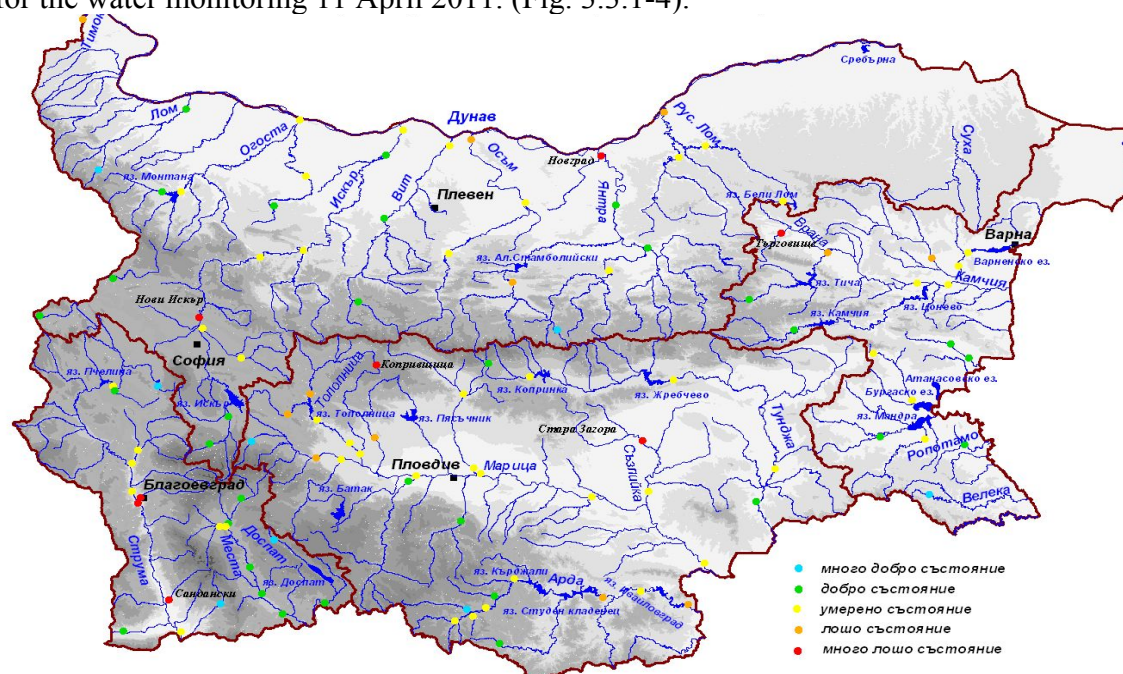 for the water monitoring 11 April 2011. (Fig. 3.3.1-4).
Тимок
Сребърна
Лом
Дунав
Рус. Лом
Огоста
Осъм
Суха
Новград
Искър
Вит
яз. Монтана
Янтра
Плевен
яз. Бели Лом
Врана
Търговище
Варна
Варненско ез.
яз. Ал.Стамболийски
Камчия
яз. Тича
яз. Цонево
Нови Искър
яз. Камчия
София
Копривщица
Тополница
яз. Пчелина
яз. Копринка
Атанасовско ез.
яз. Жребчево
Бургаско ез.
яз. Искър
яз. Тополница
яз. Пясъчник
яз. Мандра
Тунджа
Стара Загора
Ропотамо
Пловдив
Марица
Сазлийка
Благоевград
яз. Батак
Велека
Доспат
Места
Струма
яз. Кърджали
Арда
яз. Ивайловград
яз. Доспат
Сандански
яз. Студен кладенец
много добро състояние
добро състояние
умерено състояние
лошо състояние
много лошо състояние